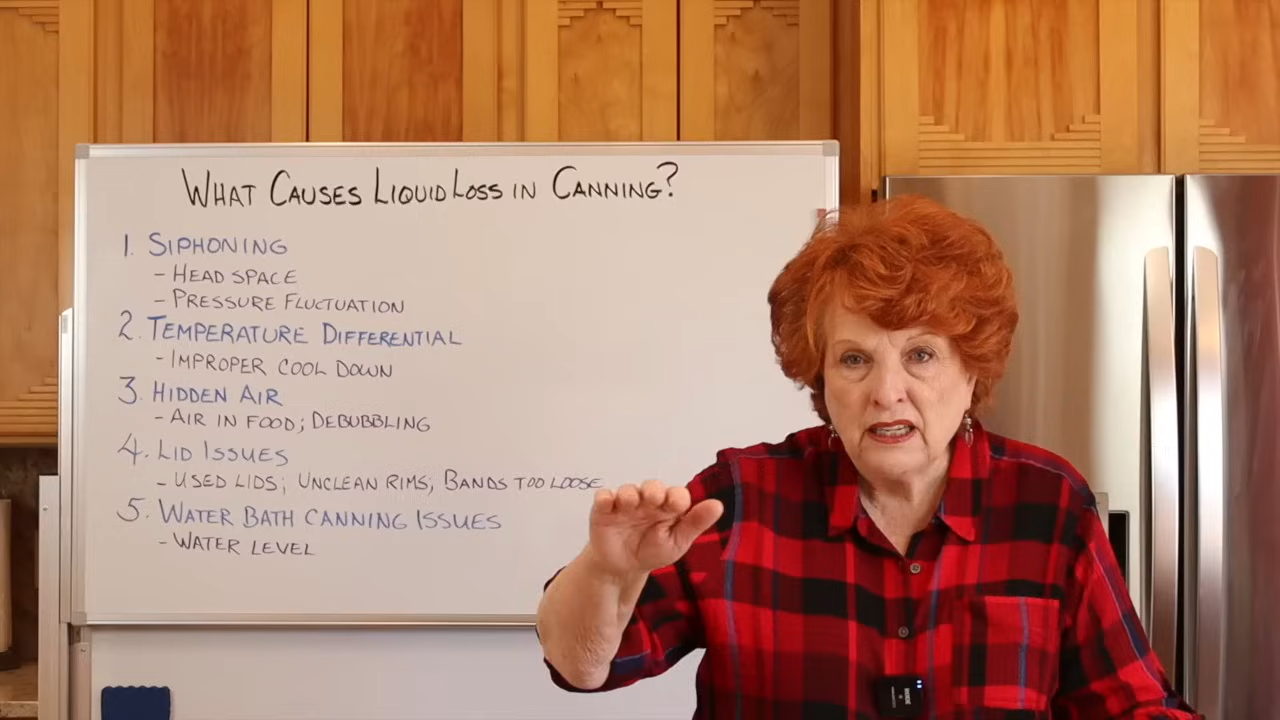 WHAT CAUSES LIQUID LOSS IN CANNING?
1. SIPHONING
- HEAD SPACE
- PRESSURE FLUCTUATION
2. TEMPERATURE DIFFERENTIAL
- IMPROPER COOL DOWN
3. HIDDEN AIR
- AIR IN FOOD; DEBUBBLING
4. LID ISSUES
- USED LIDS; UNCLEAN RIMS; BANDS TOO LOOSE
5. WATER BATH CANNING ISSUES
- WATER LEVEL